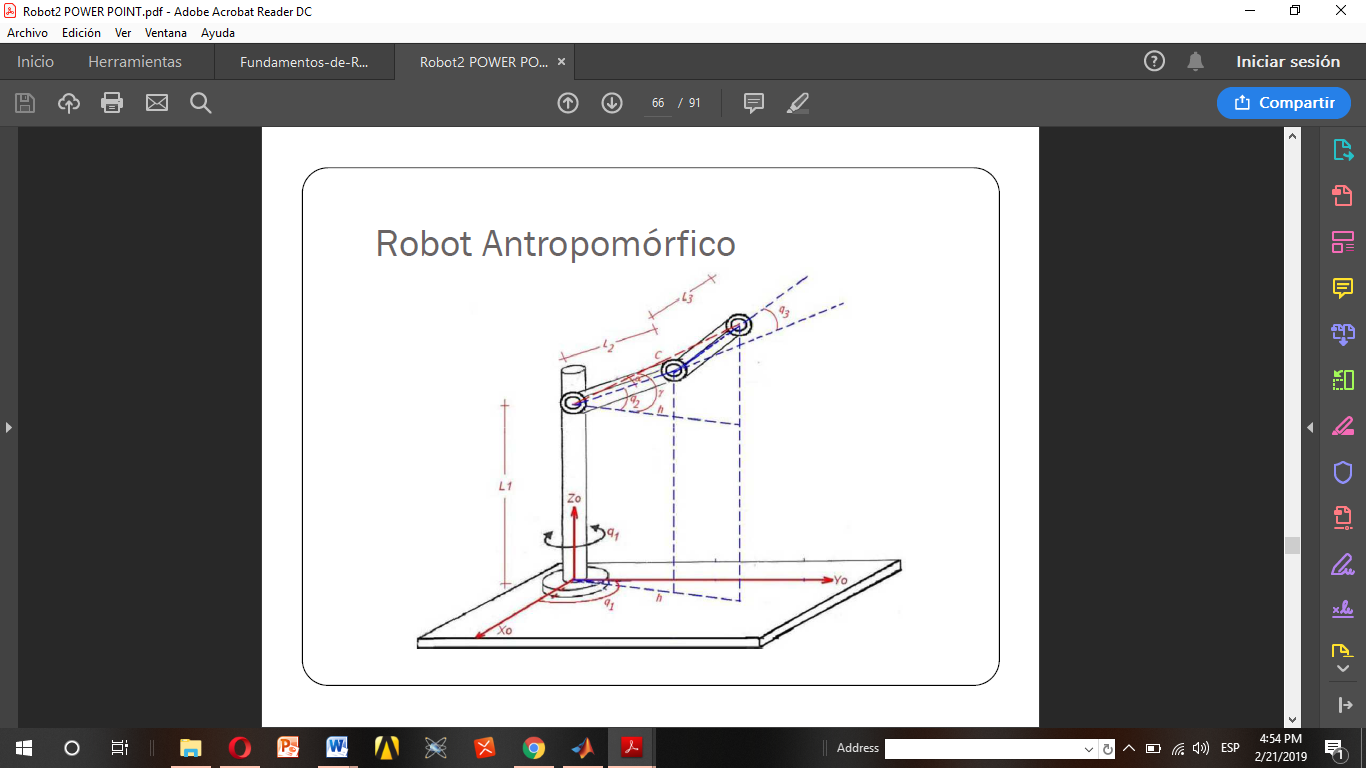 Robot2 POWER POINT.pdf - Adobe Acrobat Reader DC
Archivo Edición Ver Ventana Ayuda
Inicio Herramientas Fundamentos-de-R... Robot2 POWER PO... × Iniciar sesión
66 / 91 Compartir
Robot Antropomórfico
L3
q3
L2
C
γ
q2
h
L1
Zo
q1
Yo
h
q1
Xo
Address ESP 4:54 PM
2/21/2019
1